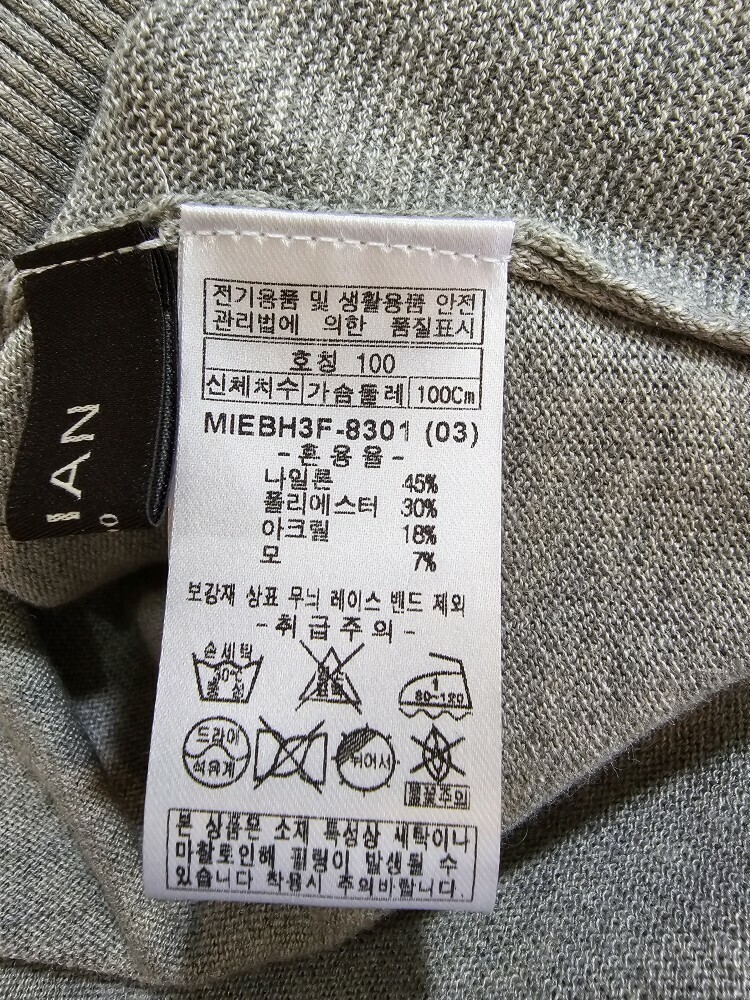 전기용품 및 생활용품 안전
관리법에 의한 품질표시
호칭 100
신체치수 가슴둘레 100Cm
MIEBH3F-8301 (03)
-혼용율-
나일론 45%
폴리에스터 30%
아크릴 18%
모 7%
보강재 상표 무늬 레이스 밴드 제외
-취급주의-
손세탁
30℃
중성
1
80~120
드라이
석유계
뉘어서
불꽃주의
본 상품은 소재 특성상 세탁이나
마찰로인해 필링이 발생될 수
있습니다 착용시 주의바랍니다.
IAN